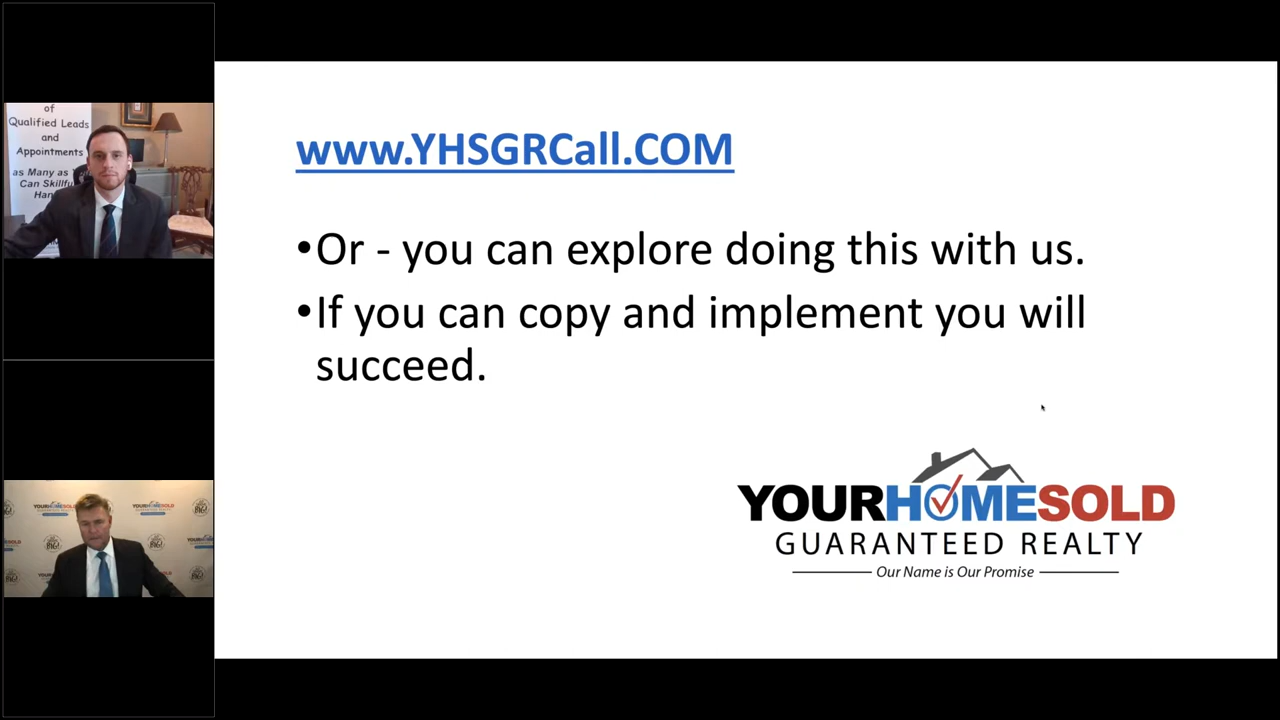 of
Qualified Leads
and
Appointments
as Many as
Can Skillfu
Han
www.YHSGRCall.COM
•Or - you can explore doing this with us.
•If you can copy and implement you will
succeed.
YOURHOMESOLD
GUARANTEED REALTY
Our Name is Our Promise